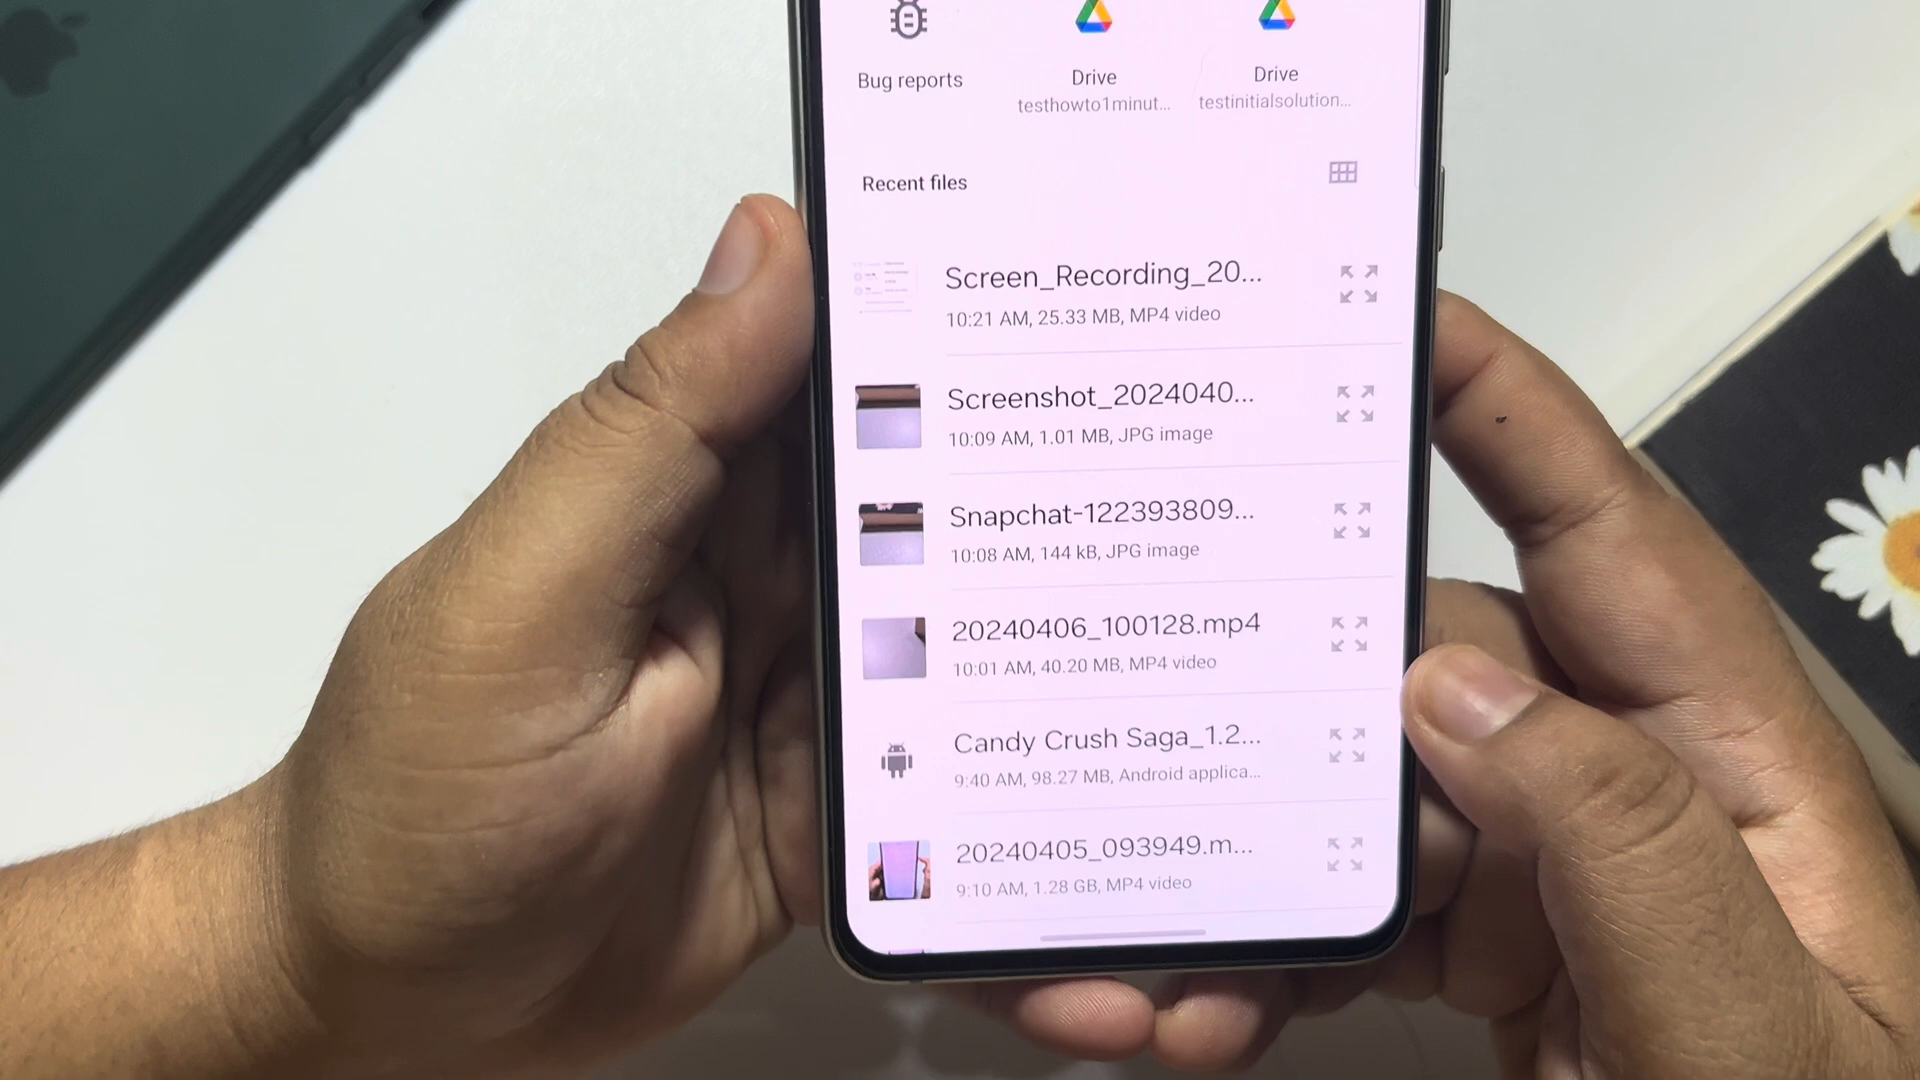 Bug reports
Drive
testhowto1minut...
Drive
testinitialsolution...
Recent files
Screen_Recording_20...
10:21 AM, 25.33 MB, MP4 video
Screenshot_2024040...
10:09 AM, 1.01 MB, JPG image
Snapchat-122393809...
10:08 AM, 144 kB, JPG image
20240406_100128.mp4
10:01 AM, 40.20 MB, MP4 video
Candy Crush Saga_1.2...
9:40 AM, 98.27 MB, Android applica...
20240405_093949.m...
9:10 AM, 1.28 GB, MP4 video